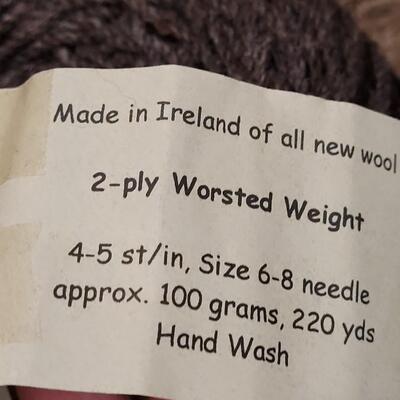 Made in Ireland of all new wool
2-ply Worsted Weight
4-5 st/in, Size 6-8 needle
approx. 100 grams, 220 yds
Hand Wash